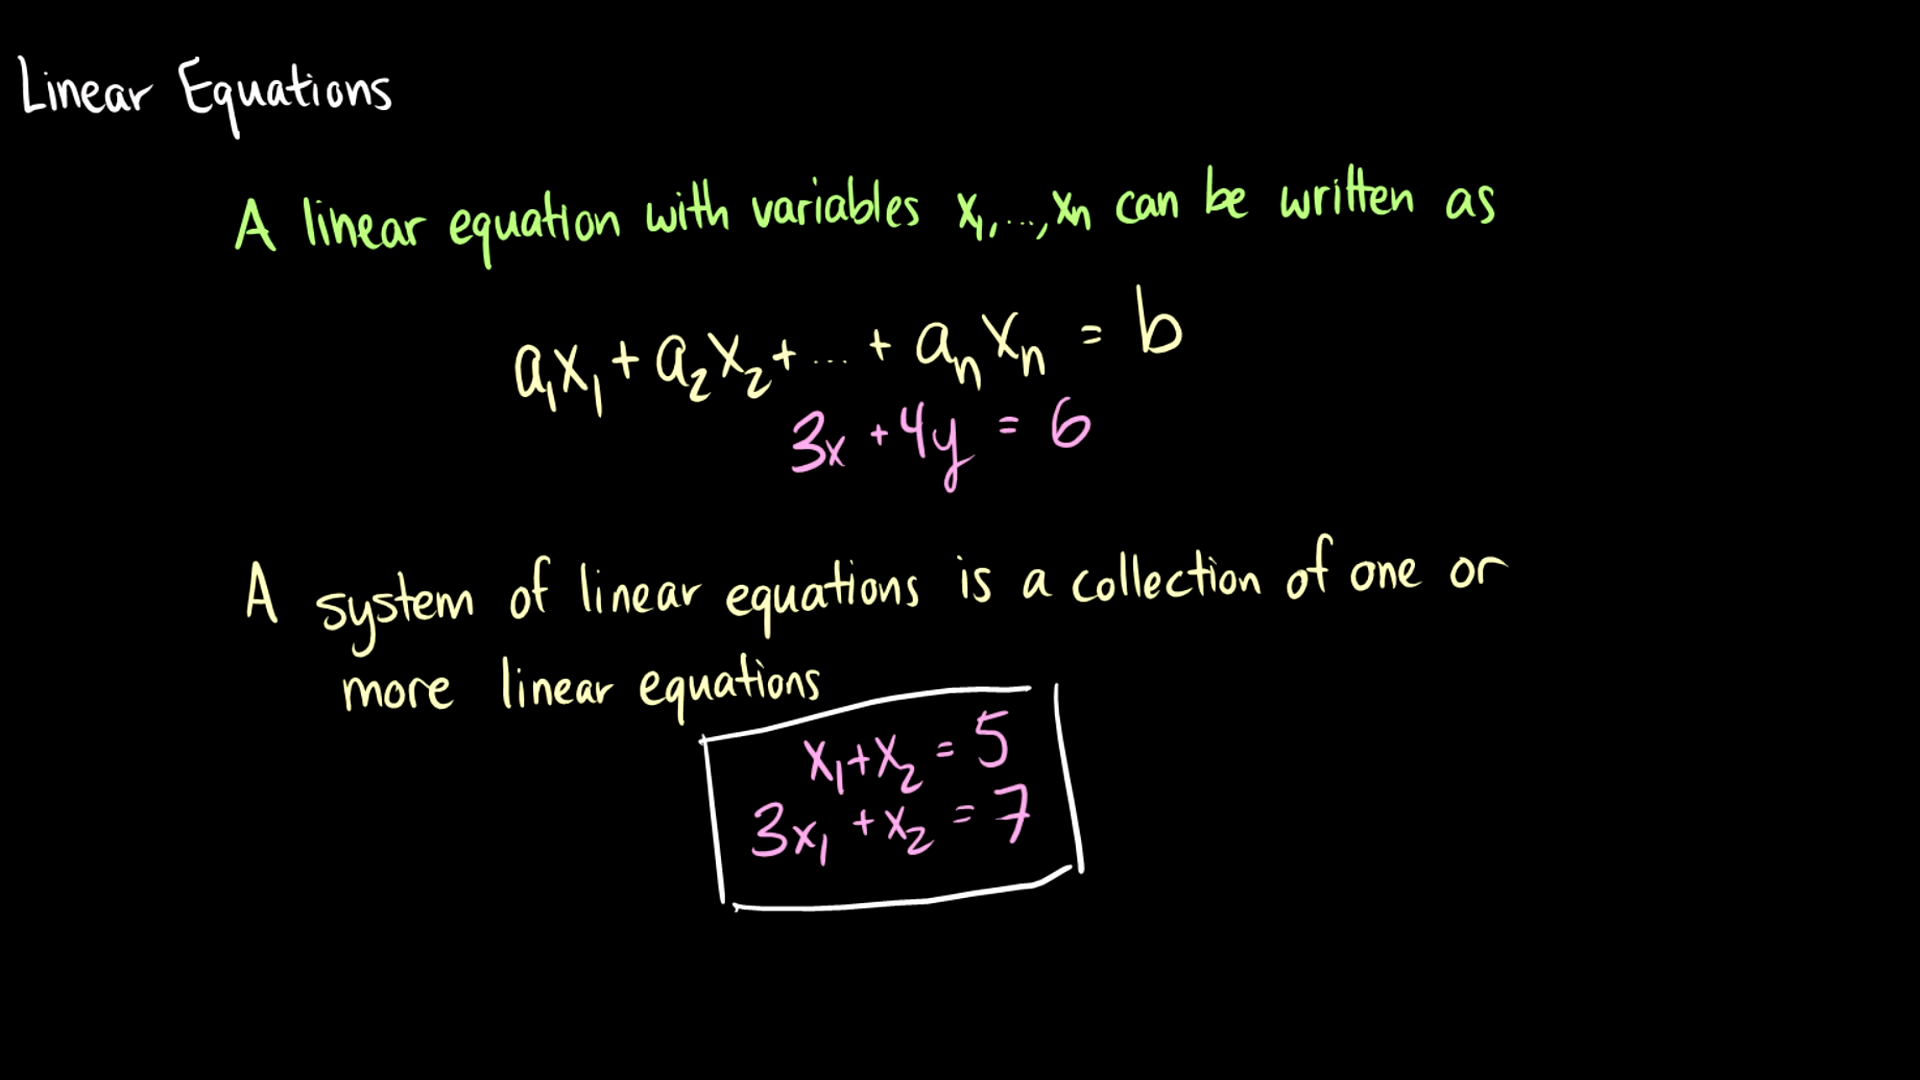 Linear Equations
A linear equation with variables x₁,...,xn can be written as
a₁x₁ + a₂x₂ + ... + aₙxₙ = b
3x + 4y = 6
A system of linear equations is a collection of one or
more linear equations
x₁+x₂ = 5
3x₁ + x₂ = 7